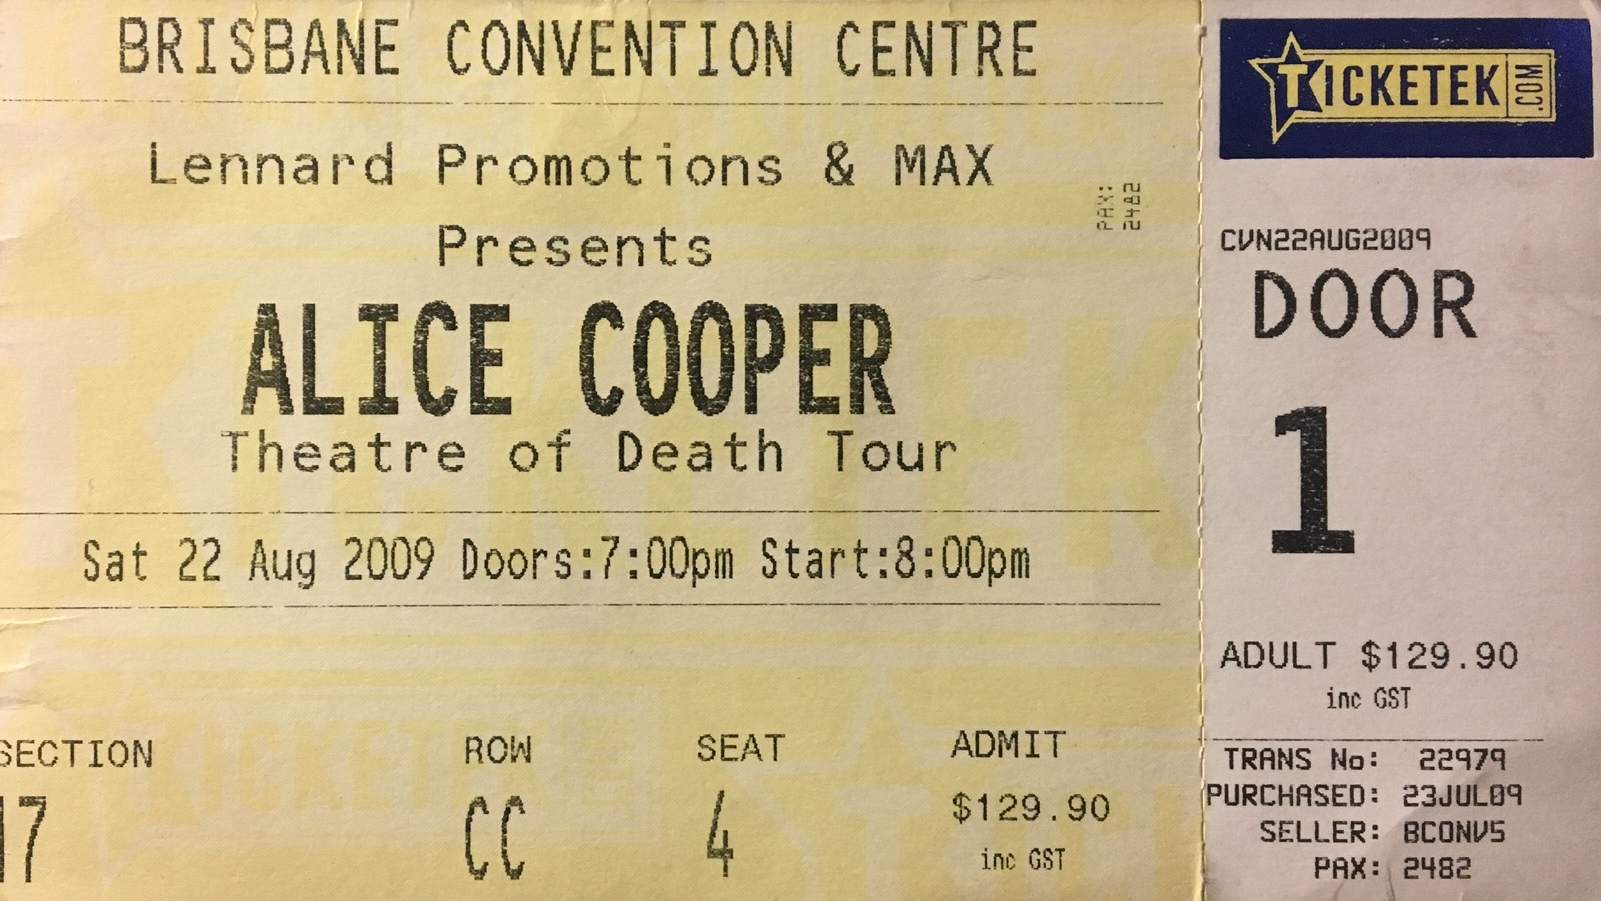 BRISBANE CONVENTION CENTRE
Lennard Promotions & MAX
Presents
ALICE COOPER
Theatre of Death Tour
PAX:
2482
Sat 22 Aug 2009 Doors:7:00pm Start:8:00pm
SECTION ROW SEAT ADMIT
17 CC 4 $129.90
inc GST
TICKETEK.COM
CVN22AUG2009
DOOR
1
ADULT $129.90
inc GST
TRANS No: 22979
PURCHASED: 23JUL09
SELLER: BCONV5
PAX: 2482